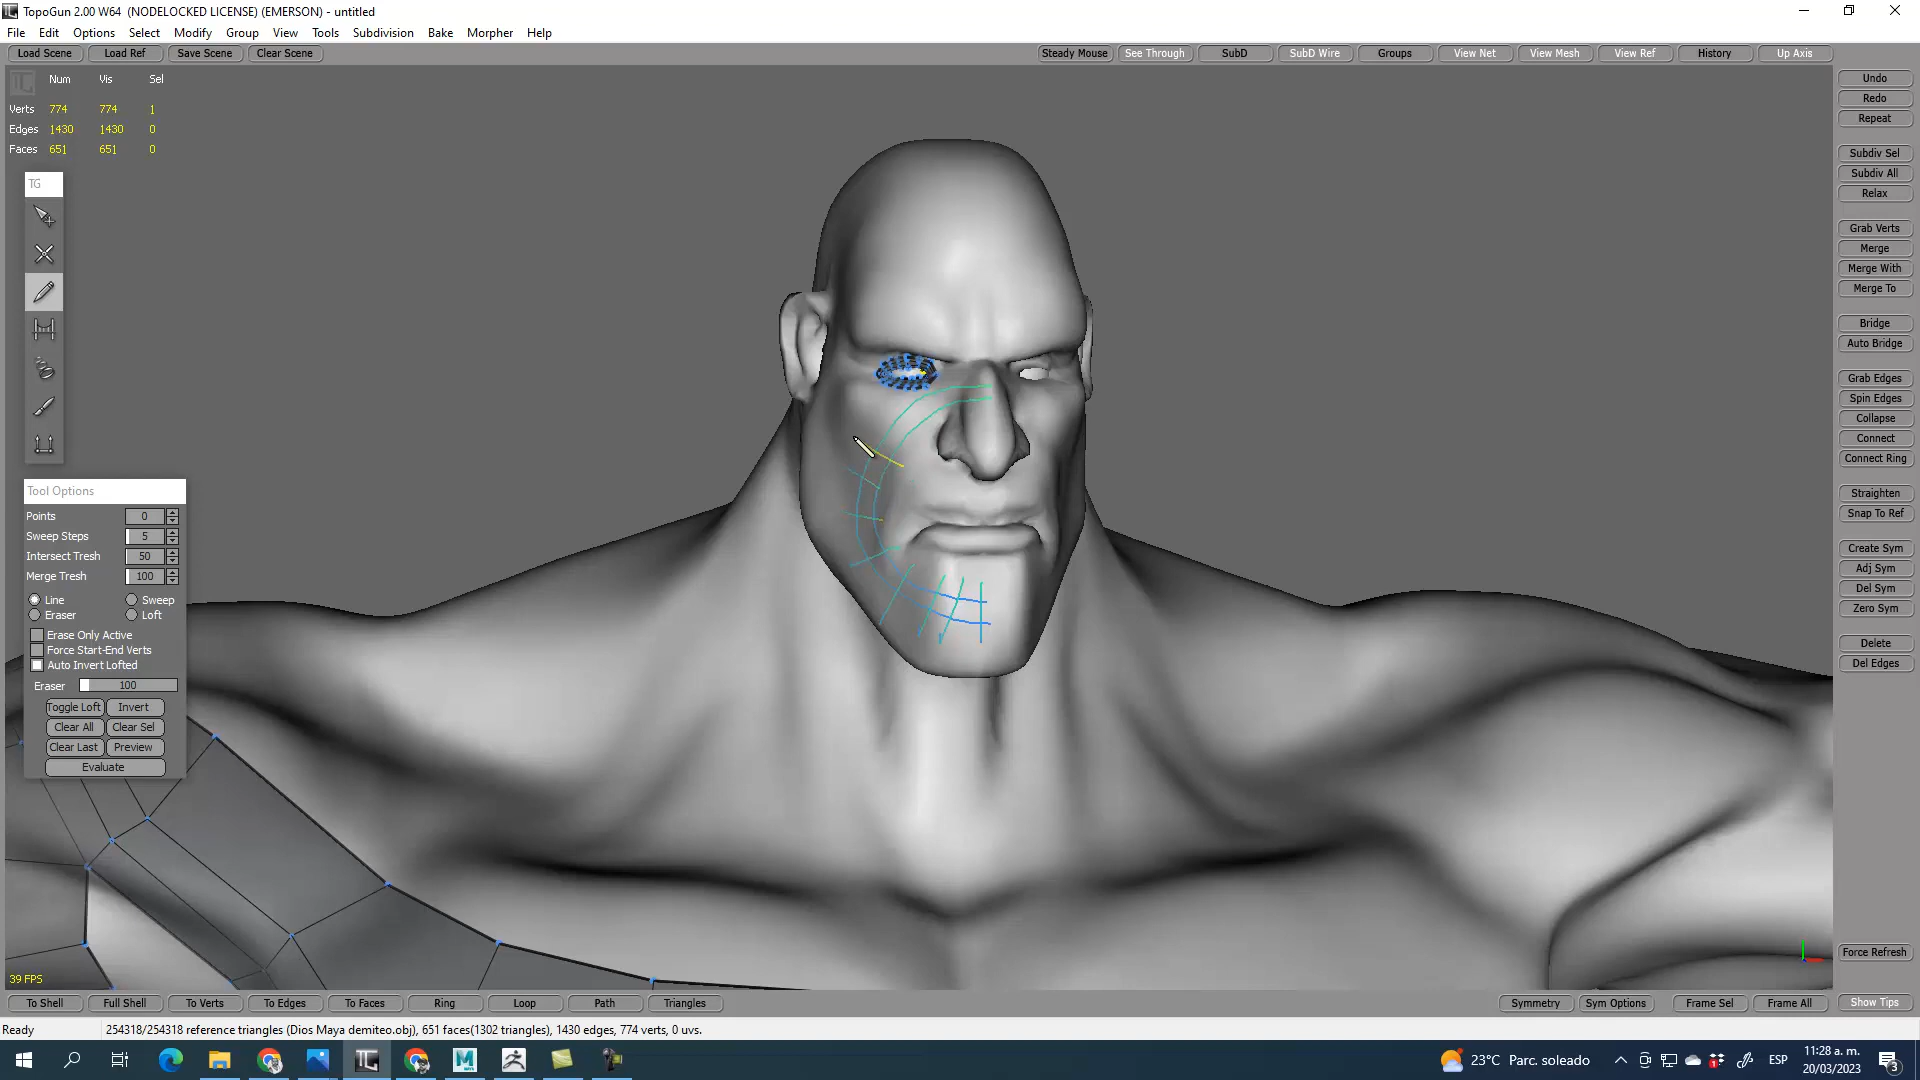 TopoGun 2.00 W64 (NODELOCKED LICENSE) (EMERSON) - untitled
File Edit Options Select Modify Group View Tools Subdivision Bake Morpher Help
Load Scene Load Ref Save Scene Clear Scene Steady Mouse See Through SubD SubD Wire Groups View Net View Mesh View Ref History Up Axis
Num Vis Sel
Verts 774 774 1
Edges 1430 1430 0
Faces 651 651 0
TG
Tool Options
Points 0
Sweep Steps 5
Intersect Tresh 50
Merge Tresh 100
Line Sweep
Eraser Loft
Erase Only Active
Force Start-End Verts
Auto Invert Lofted
Eraser 100
Toggle Loft Invert
Clear All Clear Sel
Clear Last Preview
Evaluate
Undo
Redo
Repeat
Subdiv Sel
Subdiv All
Relax
Grab Verts
Merge
Merge With
Merge To
Bridge
Auto Bridge
Grab Edges
Spin Edges
Collapse
Connect
Connect Ring
Straighten
Snap To Ref
Create Sym
Adj Sym
Del Sym
Zero Sym
Delete
Del Edges
Force Refresh
39 FPS
To Shell Full Shell To Verts To Edges To Faces Ring Loop Path Triangles Symmetry Sym Options Frame Sel Frame All Show Tips
Ready 254318/254318 reference triangles (Dios Maya demiteo.obj), 651 faces(1302 triangles), 1430 edges, 774 verts, 0 uvs.
23°C Parc. soleado ESP 11:28 a. m.
20/03/2023
3